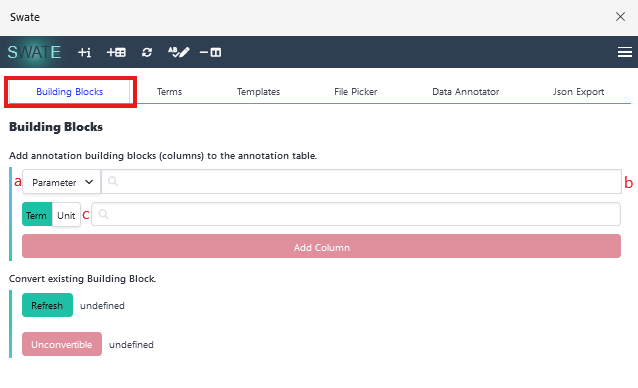 Swate
SWATE
Building Blocks Terms Templates File Picker Data Annotator Json Export
Building Blocks
Add annotation building blocks (columns) to the annotation table.
a Parameter b
Term Unit c
Add Column
Convert existing Building Block.
Refresh undefined
Unconvertible undefined